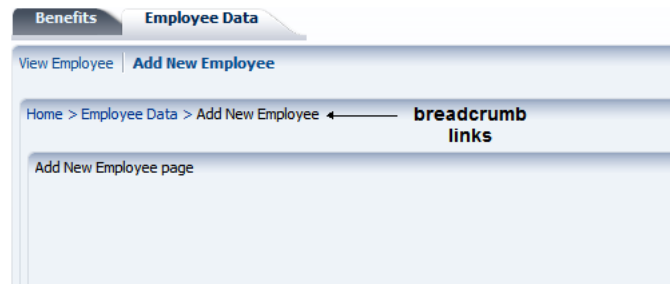 Benefits Employee Data
View Employee Add New Employee
Home > Employee Data > Add New Employee breadcrumb
links
Add New Employee page